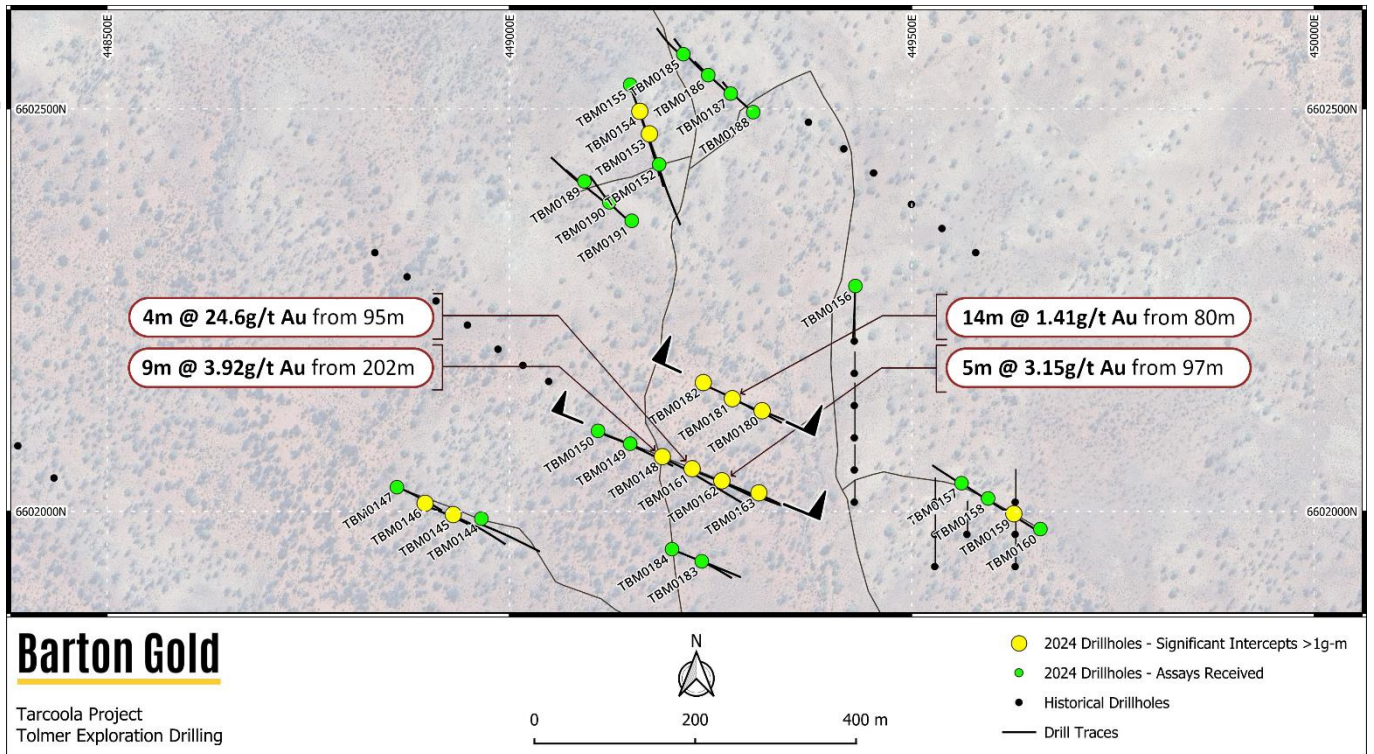 448500E
449000E
449500E
450000E
6602500N
6602500N
TBM0185
TBM0186
TBM0187
TBM0188
TBM0155
TBM0154
TBM0153
TBM0152
TBM0189
TBM0190
TBM0191
TBM0156
4m @ 24.6g/t Au from 95m
14m @ 1.41g/t Au from 80m
9m @ 3.92g/t Au from 202m
5m @ 3.15g/t Au from 97m
TBM0182
TBM0181
TBM0180
TBM0150
TBM0149
TBM0148
TBM0161
TBM0162
TBM0163
TBM0147
TBM0146
TBM0145
TBM0144
TBM0157
TBM0158
TBM0159
TBM0160
TBM0184
TBM0183
6602000N
6602000N
Barton Gold
Tarcoola Project
Tolmer Exploration Drilling
N
0 200 400 m
2024 Drillholes - Significant Intercepts >1g-m
2024 Drillholes - Assays Received
Historical Drillholes
Drill Traces